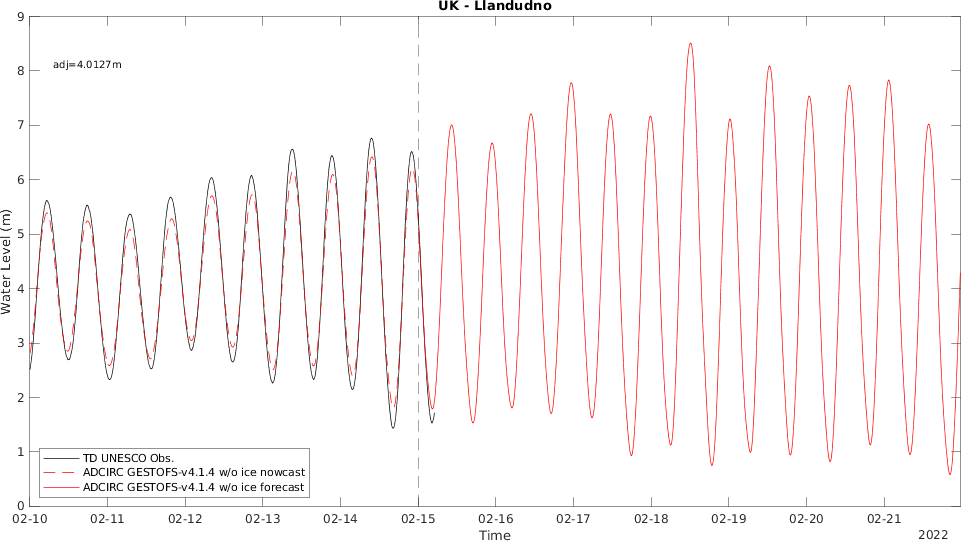 UK - Llandudno
adj=4.0127m
9
8
7
6
5
4
3
2
1
0
Water Level (m)
TD UNESCO Obs.
ADCIRC GESTOFS-v4.1.4 w/o ice nowcast
ADCIRC GESTOFS-v4.1.4 w/o ice forecast
02-10 02-11 02-12 02-13 02-14 02-15 02-16 02-17 02-18 02-19 02-20 02-21
Time
2022